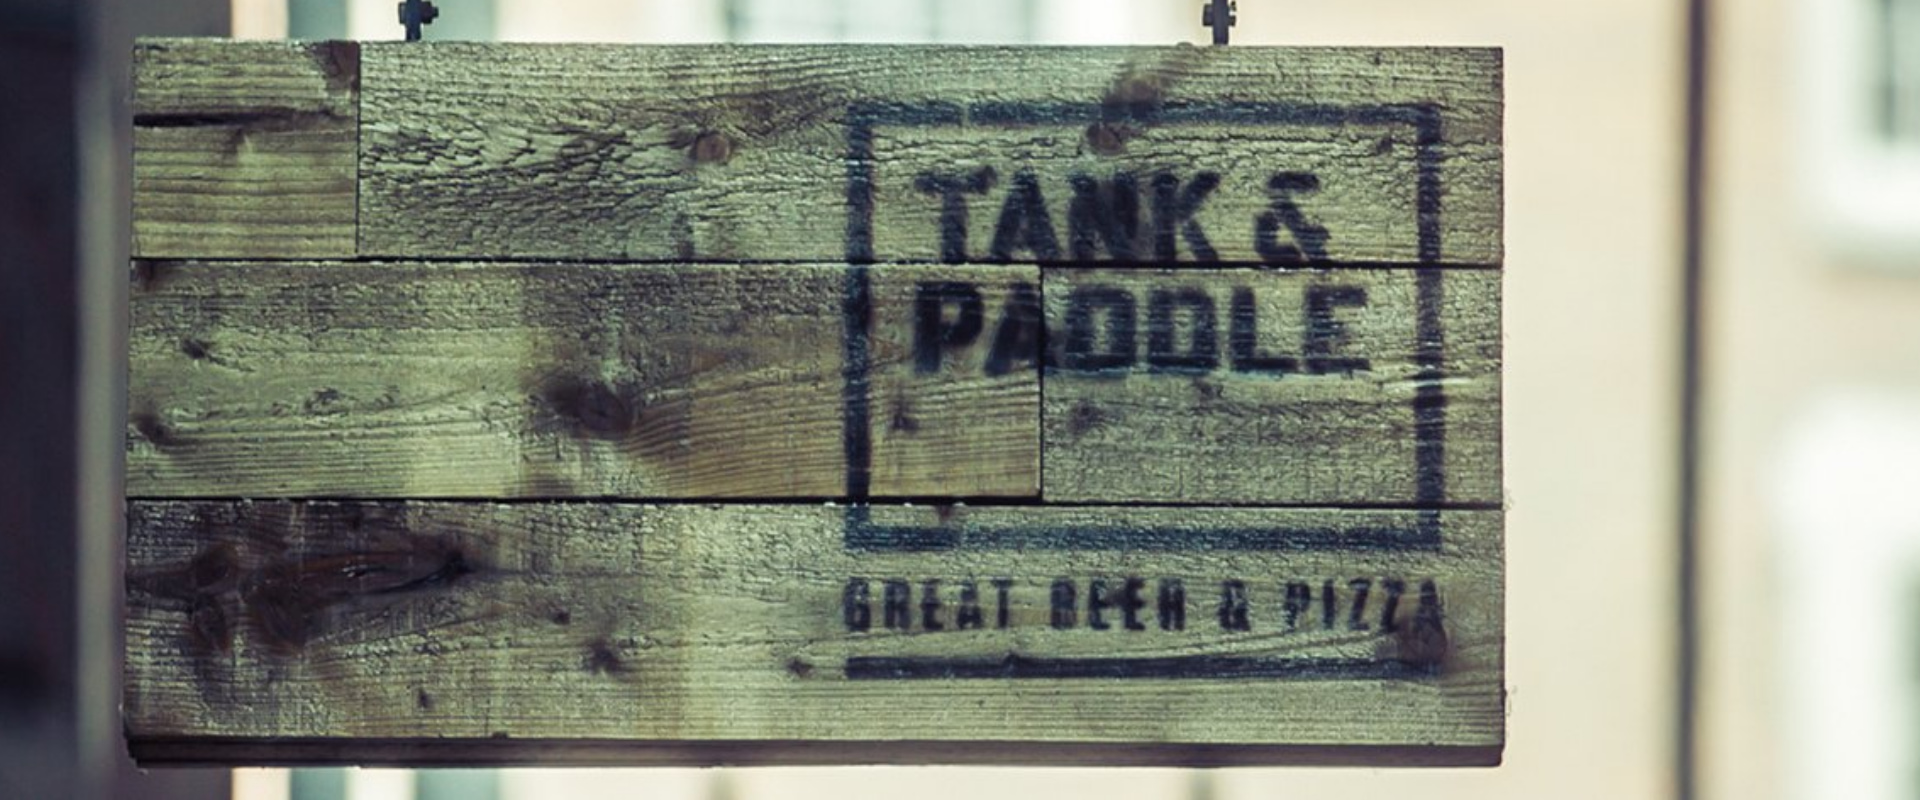 TANK &
PADDLE
GREAT BEER & PIZZA